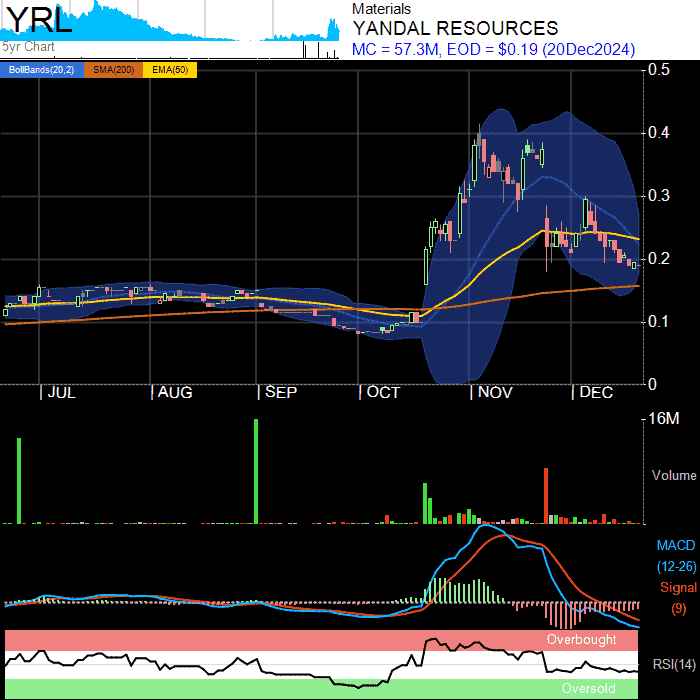 YRL
5yr Chart
Materials
YANDAL RESOURCES
MC = 57.3M, EOD = $0.19 (20Dec2024)
BollBands(20,2) SMA(200) EMA(50)
0.5
0.4
0.3
0.2
0.1
0
JUL AUG SEP OCT NOV DEC
16M
Volume
MACD
(12-26)
Signal
(9)
Overbought
RSI(14)
Oversold